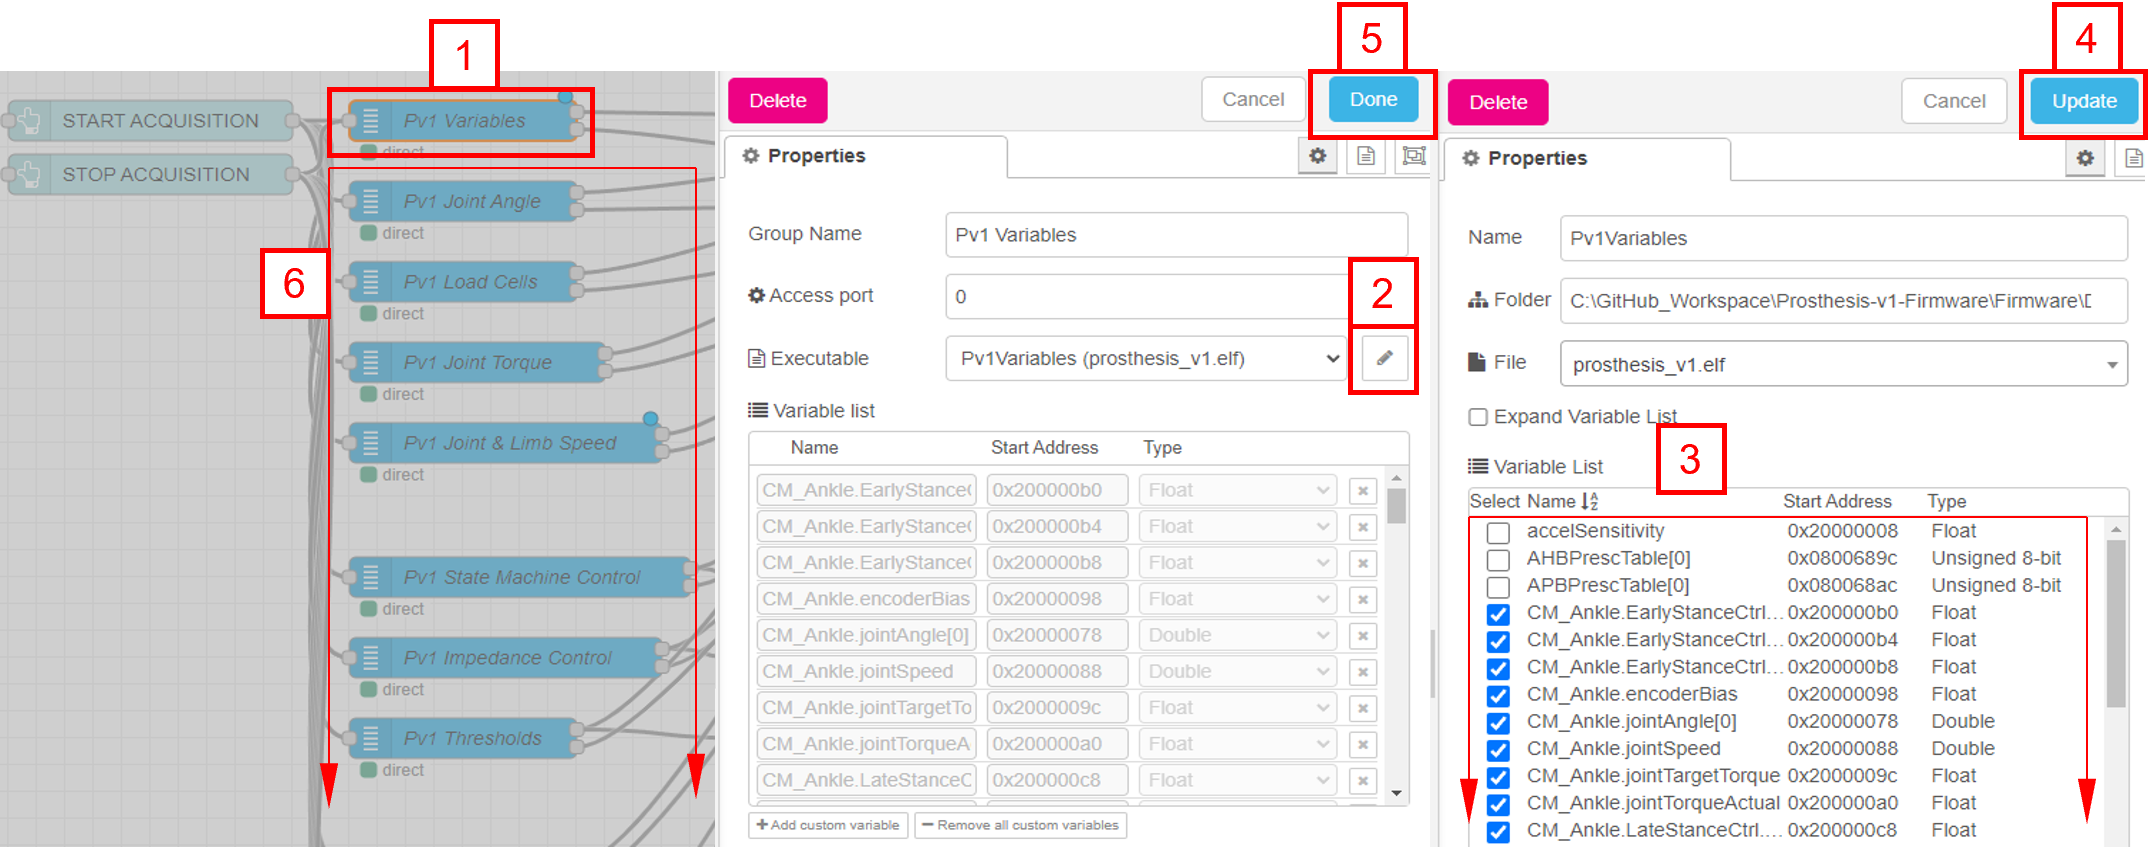 1
START ACQUISITION
STOP ACQUISITION
Pv1 Variables
direct
Pv1 Joint Angle
direct
6
Pv1 Load Cells
direct
Pv1 Joint Torque
direct
Pv1 Joint & Limb Speed
direct
Pv1 State Machine Control
direct
Pv1 Impedance Control
direct
Pv1 Thresholds
direct
5
Delete
Cancel
Done
Properties
Group Name
Pv1 Variables
Access port
0
2
Executable
Pv1Variables (prosthesis_v1.elf)
Variable list
Name Start Address Type
CM_Ankle.EarlyStanceC 0x200000b0 Float
CM_Ankle.EarlyStanceC 0x200000b4 Float
CM_Ankle.EarlyStanceC 0x200000b8 Float
CM_Ankle.encoderBias 0x20000098 Float
CM_Ankle.jointAngle[0] 0x20000078 Double
CM_Ankle.jointSpeed 0x20000088 Double
CM_Ankle.jointTargetTo 0x2000009c Float
CM_Ankle.jointTorqueA 0x200000a0 Float
CM_Ankle.LateStanceC 0x200000c8 Float
Add custom variable Remove all custom variables
4
Delete
Cancel
Update
Properties
Name
Pv1Variables
Folder
C:\GitHub_Workspace\Prosthesis-v1-Firmware\Firmware\D
File
prosthesis_v1.elf
Expand Variable List
3
Variable List
Select Name Start Address Type
accelSensitivity 0x20000008 Float
AHBPrescTable[0] 0x0800689c Unsigned 8-bit
APBPrescTable[0] 0x080068ac Unsigned 8-bit
CM_Ankle.EarlyStanceCtrl.... 0x200000b0 Float
CM_Ankle.EarlyStanceCtrl.... 0x200000b4 Float
CM_Ankle.EarlyStanceCtrl.... 0x200000b8 Float
CM_Ankle.encoderBias 0x20000098 Float
CM_Ankle.jointAngle[0] 0x20000078 Double
CM_Ankle.jointSpeed 0x20000088 Double
CM_Ankle.jointTargetTorque 0x2000009c Float
CM_Ankle.jointTorqueActual 0x200000a0 Float
CM_Ankle.LateStanceCtrl.... 0x200000c8 Float